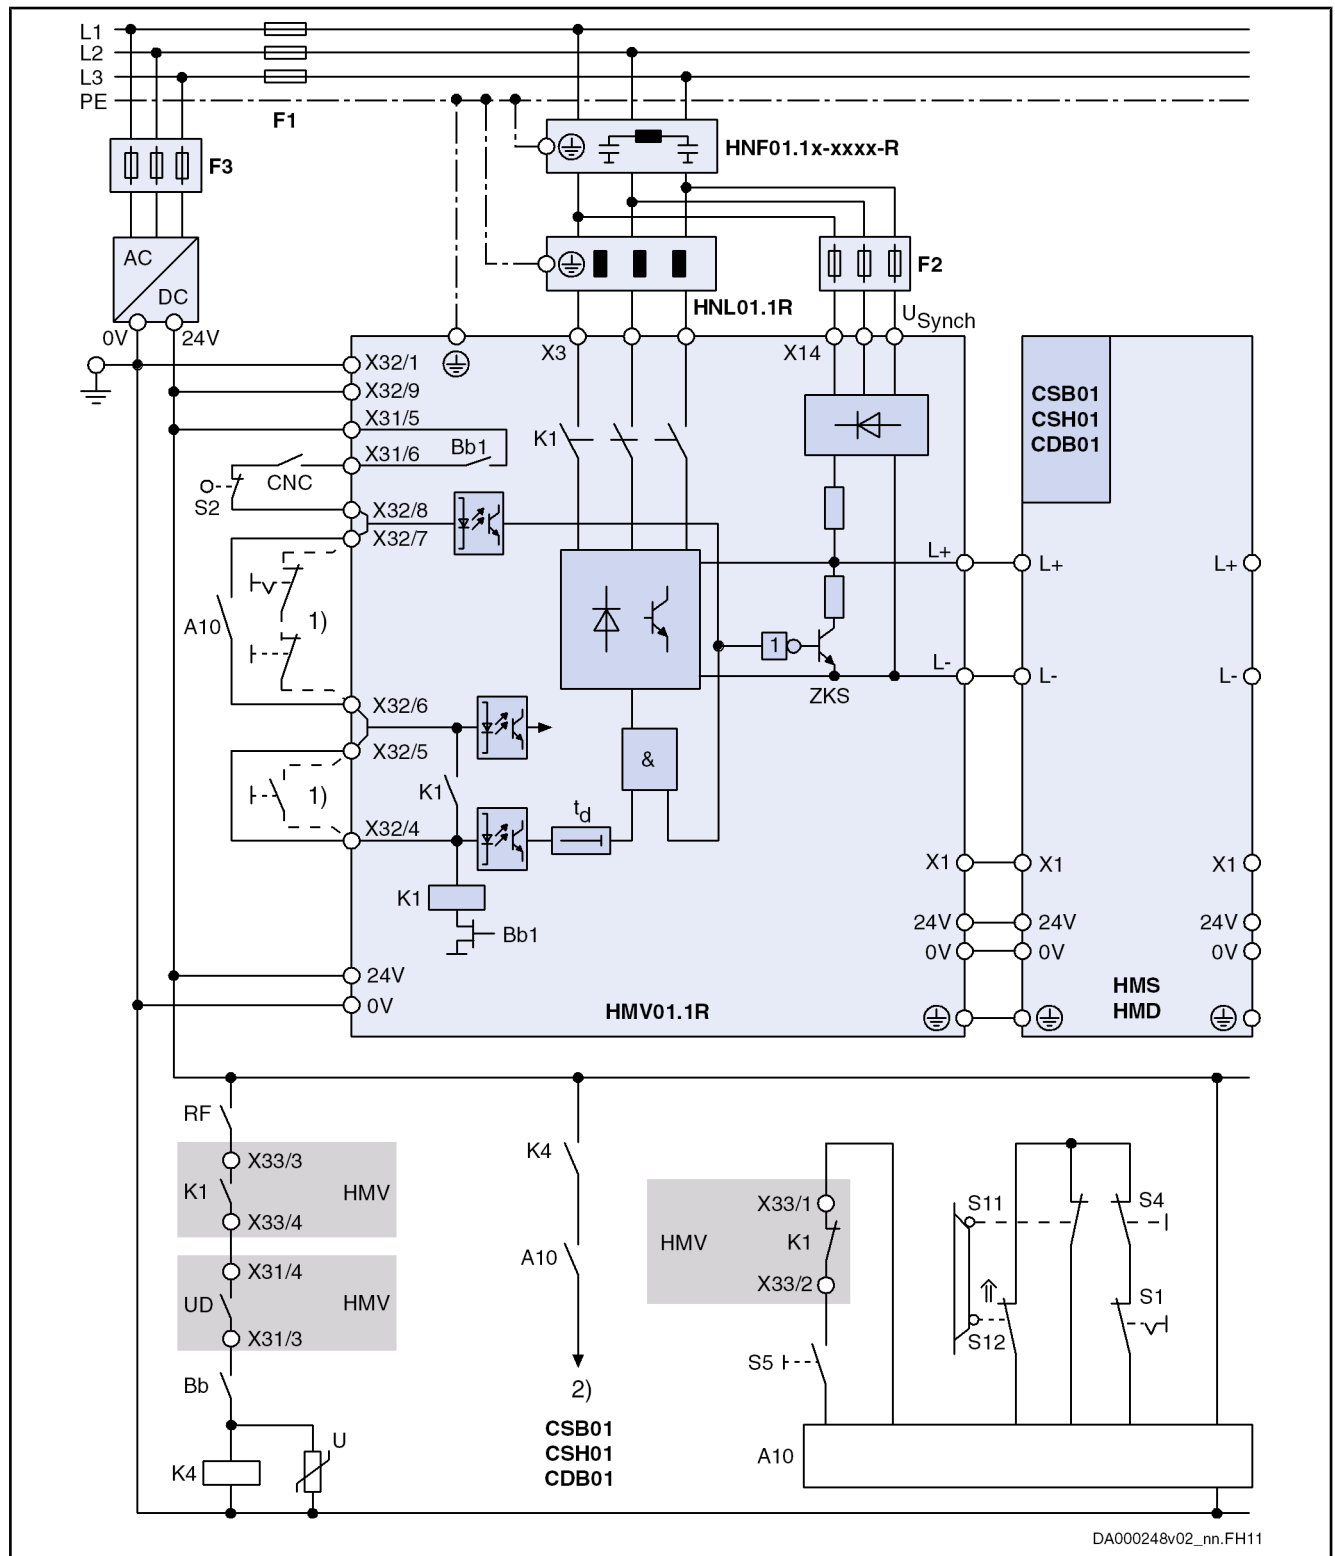 L1
L2
L3
PE
F1
F3
HNF01.1x-xxxx-R
AC
DC
F2
HNL01.1R
0V
24V
USynch
X32/1
X3
X14
X32/9
CSB01
CSH01
CDB01
X31/5
X31/6
Bb1
K1
CNC
S2
X32/8
X32/7
L+
L+
L+
A10
1)
1
L-
L-
L-
ZKS
X32/6
X32/5
&
K1
1)
td
X32/4
X1
X1
X1
K1
Bb1
24V
24V
24V
0V
0V
0V
24V
0V
HMV01.1R
HMS
HMD
RF
X33/3
K1
HMV
X33/4
K4
X33/1
HMV
K1
X33/2
S11
S4
X31/4
UD
HMV
X31/3
A10
S12
S1
S5
Bb
2)
CSB01
CSH01
CDB01
U
K4
A10
DA000248v02_nn.FH11